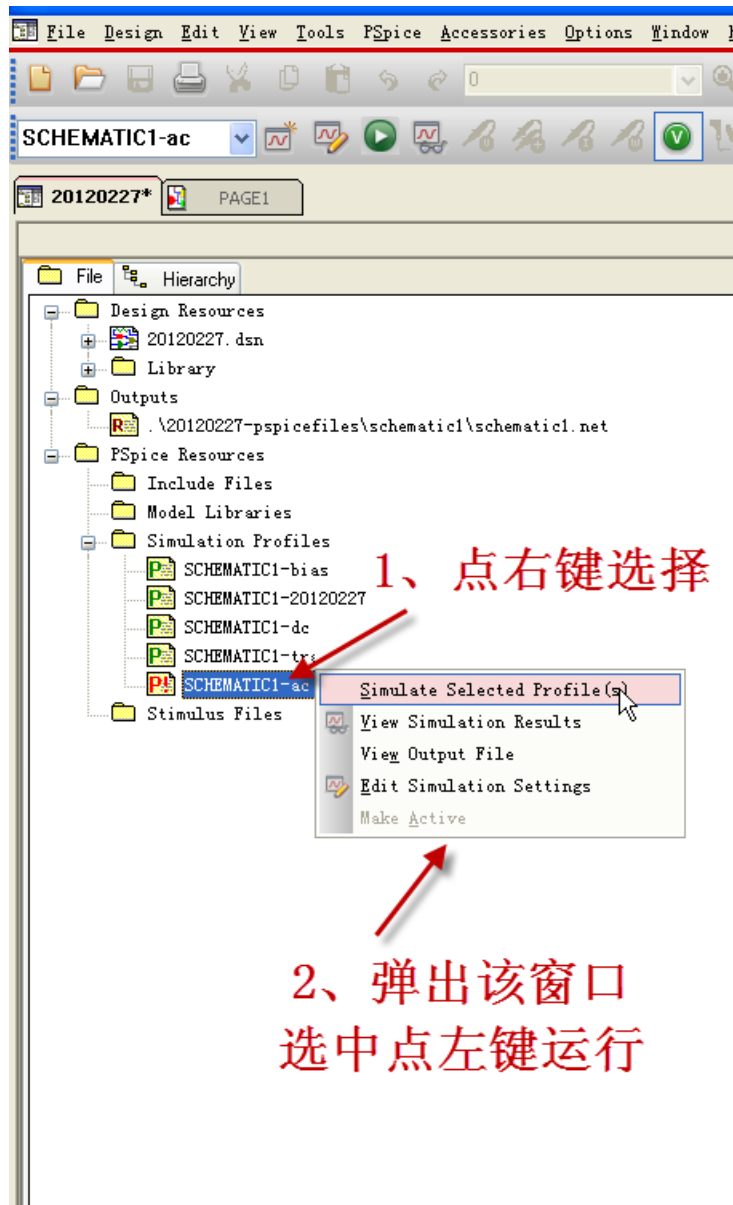 File Design Edit View Tools PSpice Accessories Options Window
0
SCHEMATIC1-ac
V
20120227* PAGE1
File Hierarchy
Design Resources
20120227.dsn
Library
Outputs
.\20120227-pspicefiles\schematic1\schematic1.net
PSpice Resources
Include Files
Model Libraries
Simulation Profiles
SCHEMATIC1-bias
1、点右键选择
SCHEMATIC1-20120227
SCHEMATIC1-dc
SCHEMATIC1-tra
SCHEMATIC1-ac
Simulate Selected Profile(s)
Stimulus Files
View Simulation Results
View Output File
Edit Simulation Settings
Make Active
2、弹出该窗口
选中点左键运行